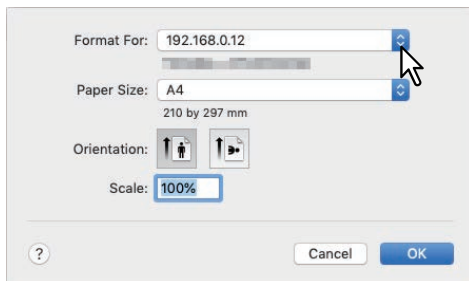 Format For: 192.168.0.12
Paper Size: A4
210 by 297 mm
Orientation:
Scale: 100%
? Cancel OK